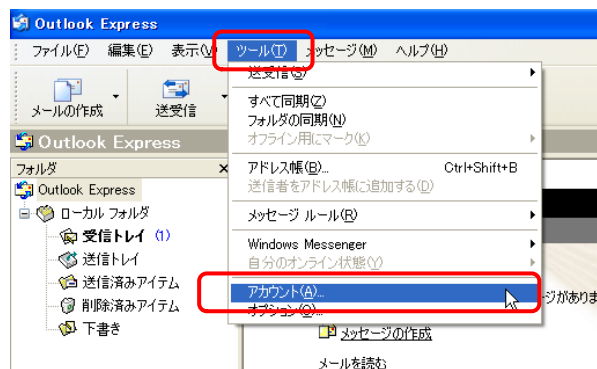 Outlook Express
ファイル(F) 編集(E) 表示(V) ツール(T) メッセージ(M) ヘルプ(H)
メールの作成 送受信
送受信(S)
すべて同期(Z)
フォルダの同期(N)
オフライン用にマーク(K)
Outlook Express
フォルダ
アドレス帳(B)... Ctrl+Shift+B
送信者をアドレス帳に追加する(D)
Outlook Express
ローカル フォルダ
メッセージ ルール(R)
受信トレイ (1)
Windows Messenger
送信トレイ
自分のオンライン状態(Y)
送信済みアイテム
アカウント(A)...
ージがありま
削除済みアイテム
オプション(O)...
下書き
メッセージの作成
メールを読む